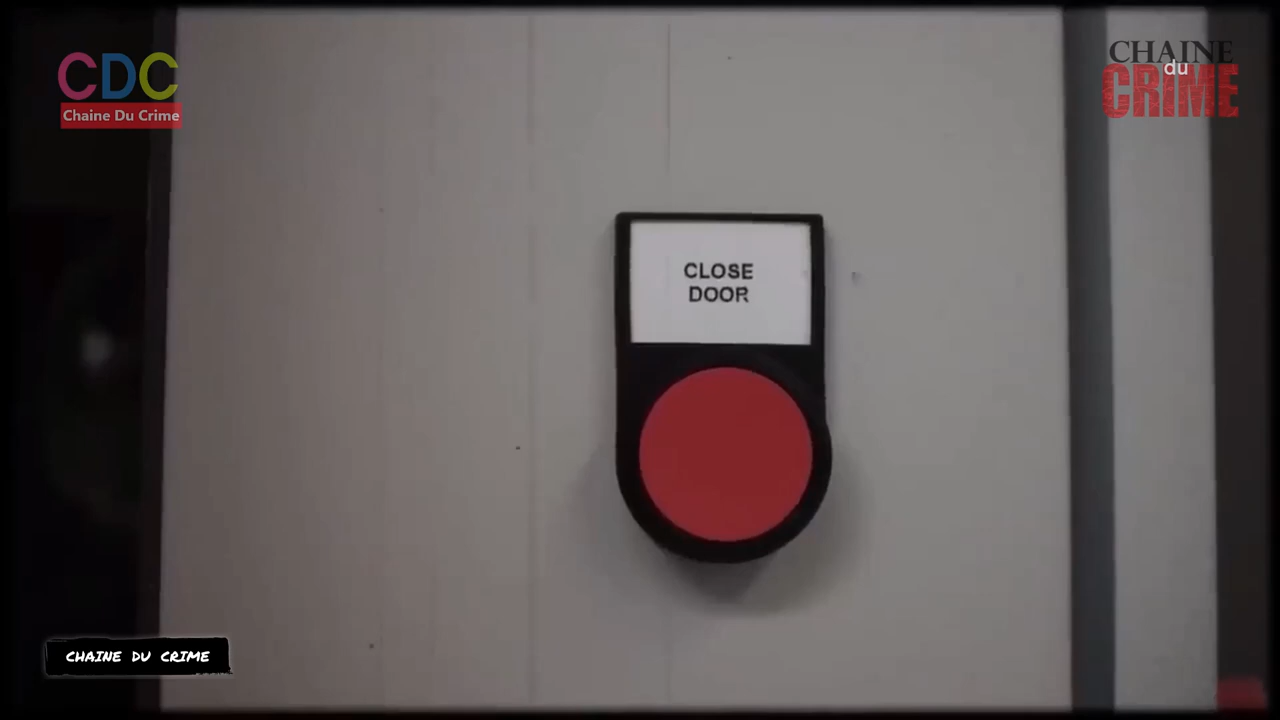 CDC
Chaine Du Crime
CHAINE
du
CRIME
CLOSE
DOOR
CHAINE DU CRIME